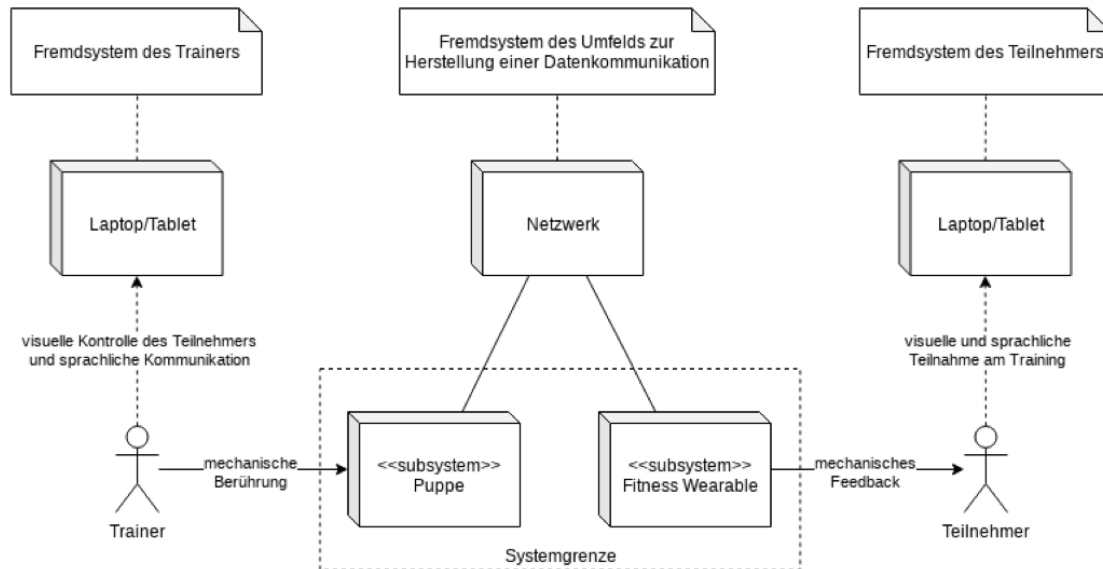 Fremdsystem des Trainers
Fremdsystem des Umfelds zur
Herstellung einer Datenkommunikation
Fremdsystem des Teilnehmers
Laptop/Tablet
Netzwerk
Laptop/Tablet
visuelle Kontrolle des Teilnehmers
und sprachliche Kommunikation
visuelle und sprachliche
Teilnahme am Training
mechanische
Berührung
<<subsystem>>
Puppe
<<subsystem>>
Fitness Wearable
mechanisches
Feedback
Trainer
Teilnehmer
Systemgrenze